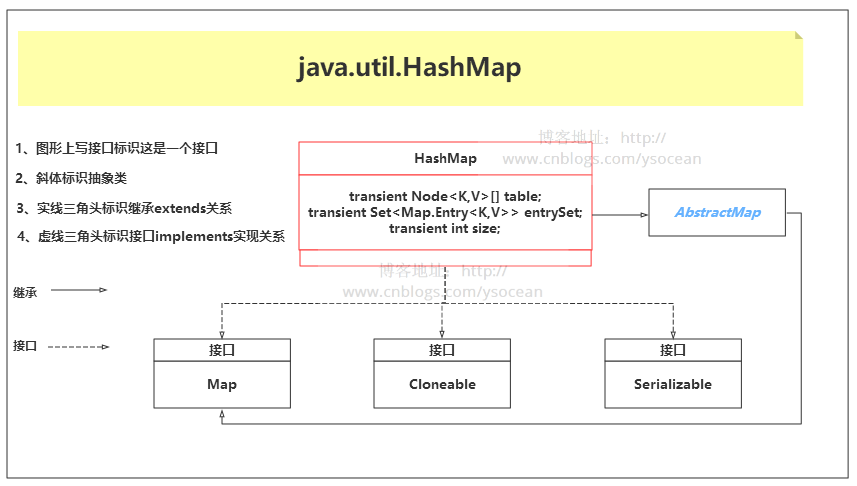 java.util.HashMap
博客地址：http://
www.cnblogs.com/ysocean
1、图形上写接口标识这是一个接口
2、斜体标识抽象类
3、实线三角头标识继承extends关系
4、虚线三角头标识接口implements实现关系
HashMap
transient Node<K,V>[] table;
transient Set<Map.Entry<K,V>> entrySet;
transient int size;
AbstractMap
博客地址：http://
www.cnblogs.com/ysocean
继承
接口
接口
Map
接口
Cloneable
接口
Serializable